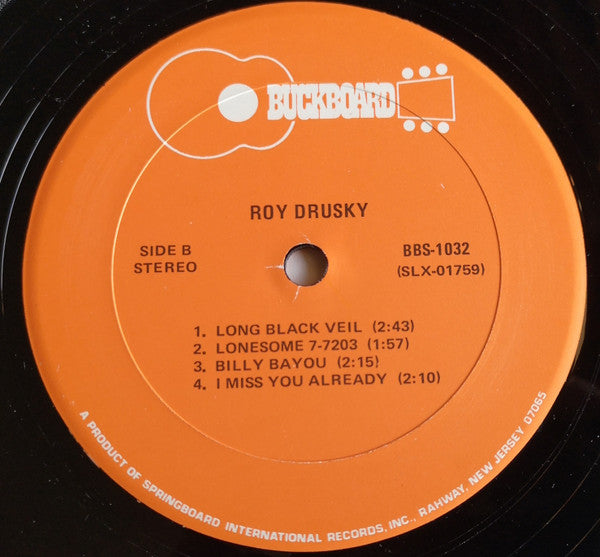 BUCKBOARD
ROY DRUSKY
SIDE B
STEREO
BBS-1032
(SLX-01759)
1. LONG BLACK VEIL (2:43)
2. LONESOME 7-7203 (1:57)
3. BILLY BAYOU (2:15)
4. I MISS YOU ALREADY (2:10)
A PRODUCT OF SPRINGBOARD INTERNATIONAL RECORDS, INC., RAHWAY, NEW JERSEY 07065